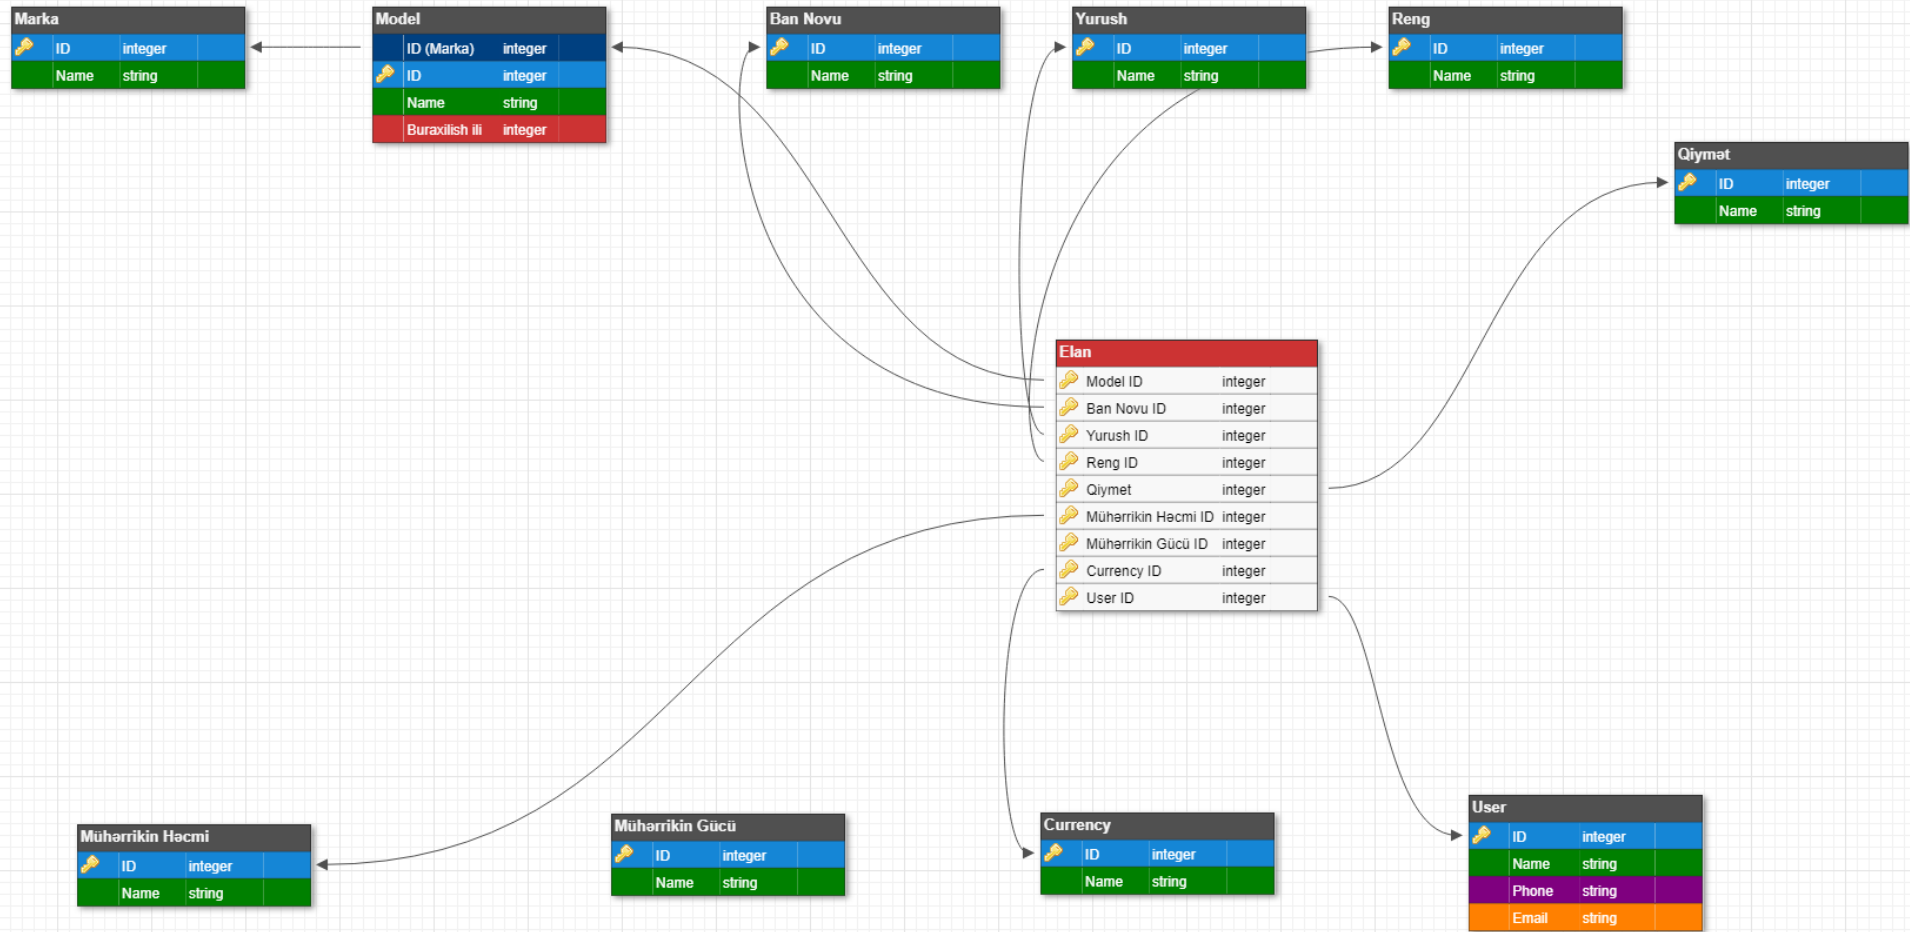 Marka
ID integer
Name string
Model
ID (Marka) integer
ID integer
Name string
Buraxilish ili integer
Ban Novu
ID integer
Name string
Yurush
ID integer
Name string
Reng
ID integer
Name string
Qiymət
ID integer
Name string
Elan
Model ID integer
Ban Novu ID integer
Yurush ID integer
Reng ID integer
Qiymet integer
Mühərrikin Həcmi ID integer
Mühərrikin Gücü ID integer
Currency ID integer
User ID integer
Mühərrikin Həcmi
ID integer
Name string
Mühərrikin Gücü
ID integer
Name string
Currency
ID integer
Name string
User
ID integer
Name string
Phone string
Email string